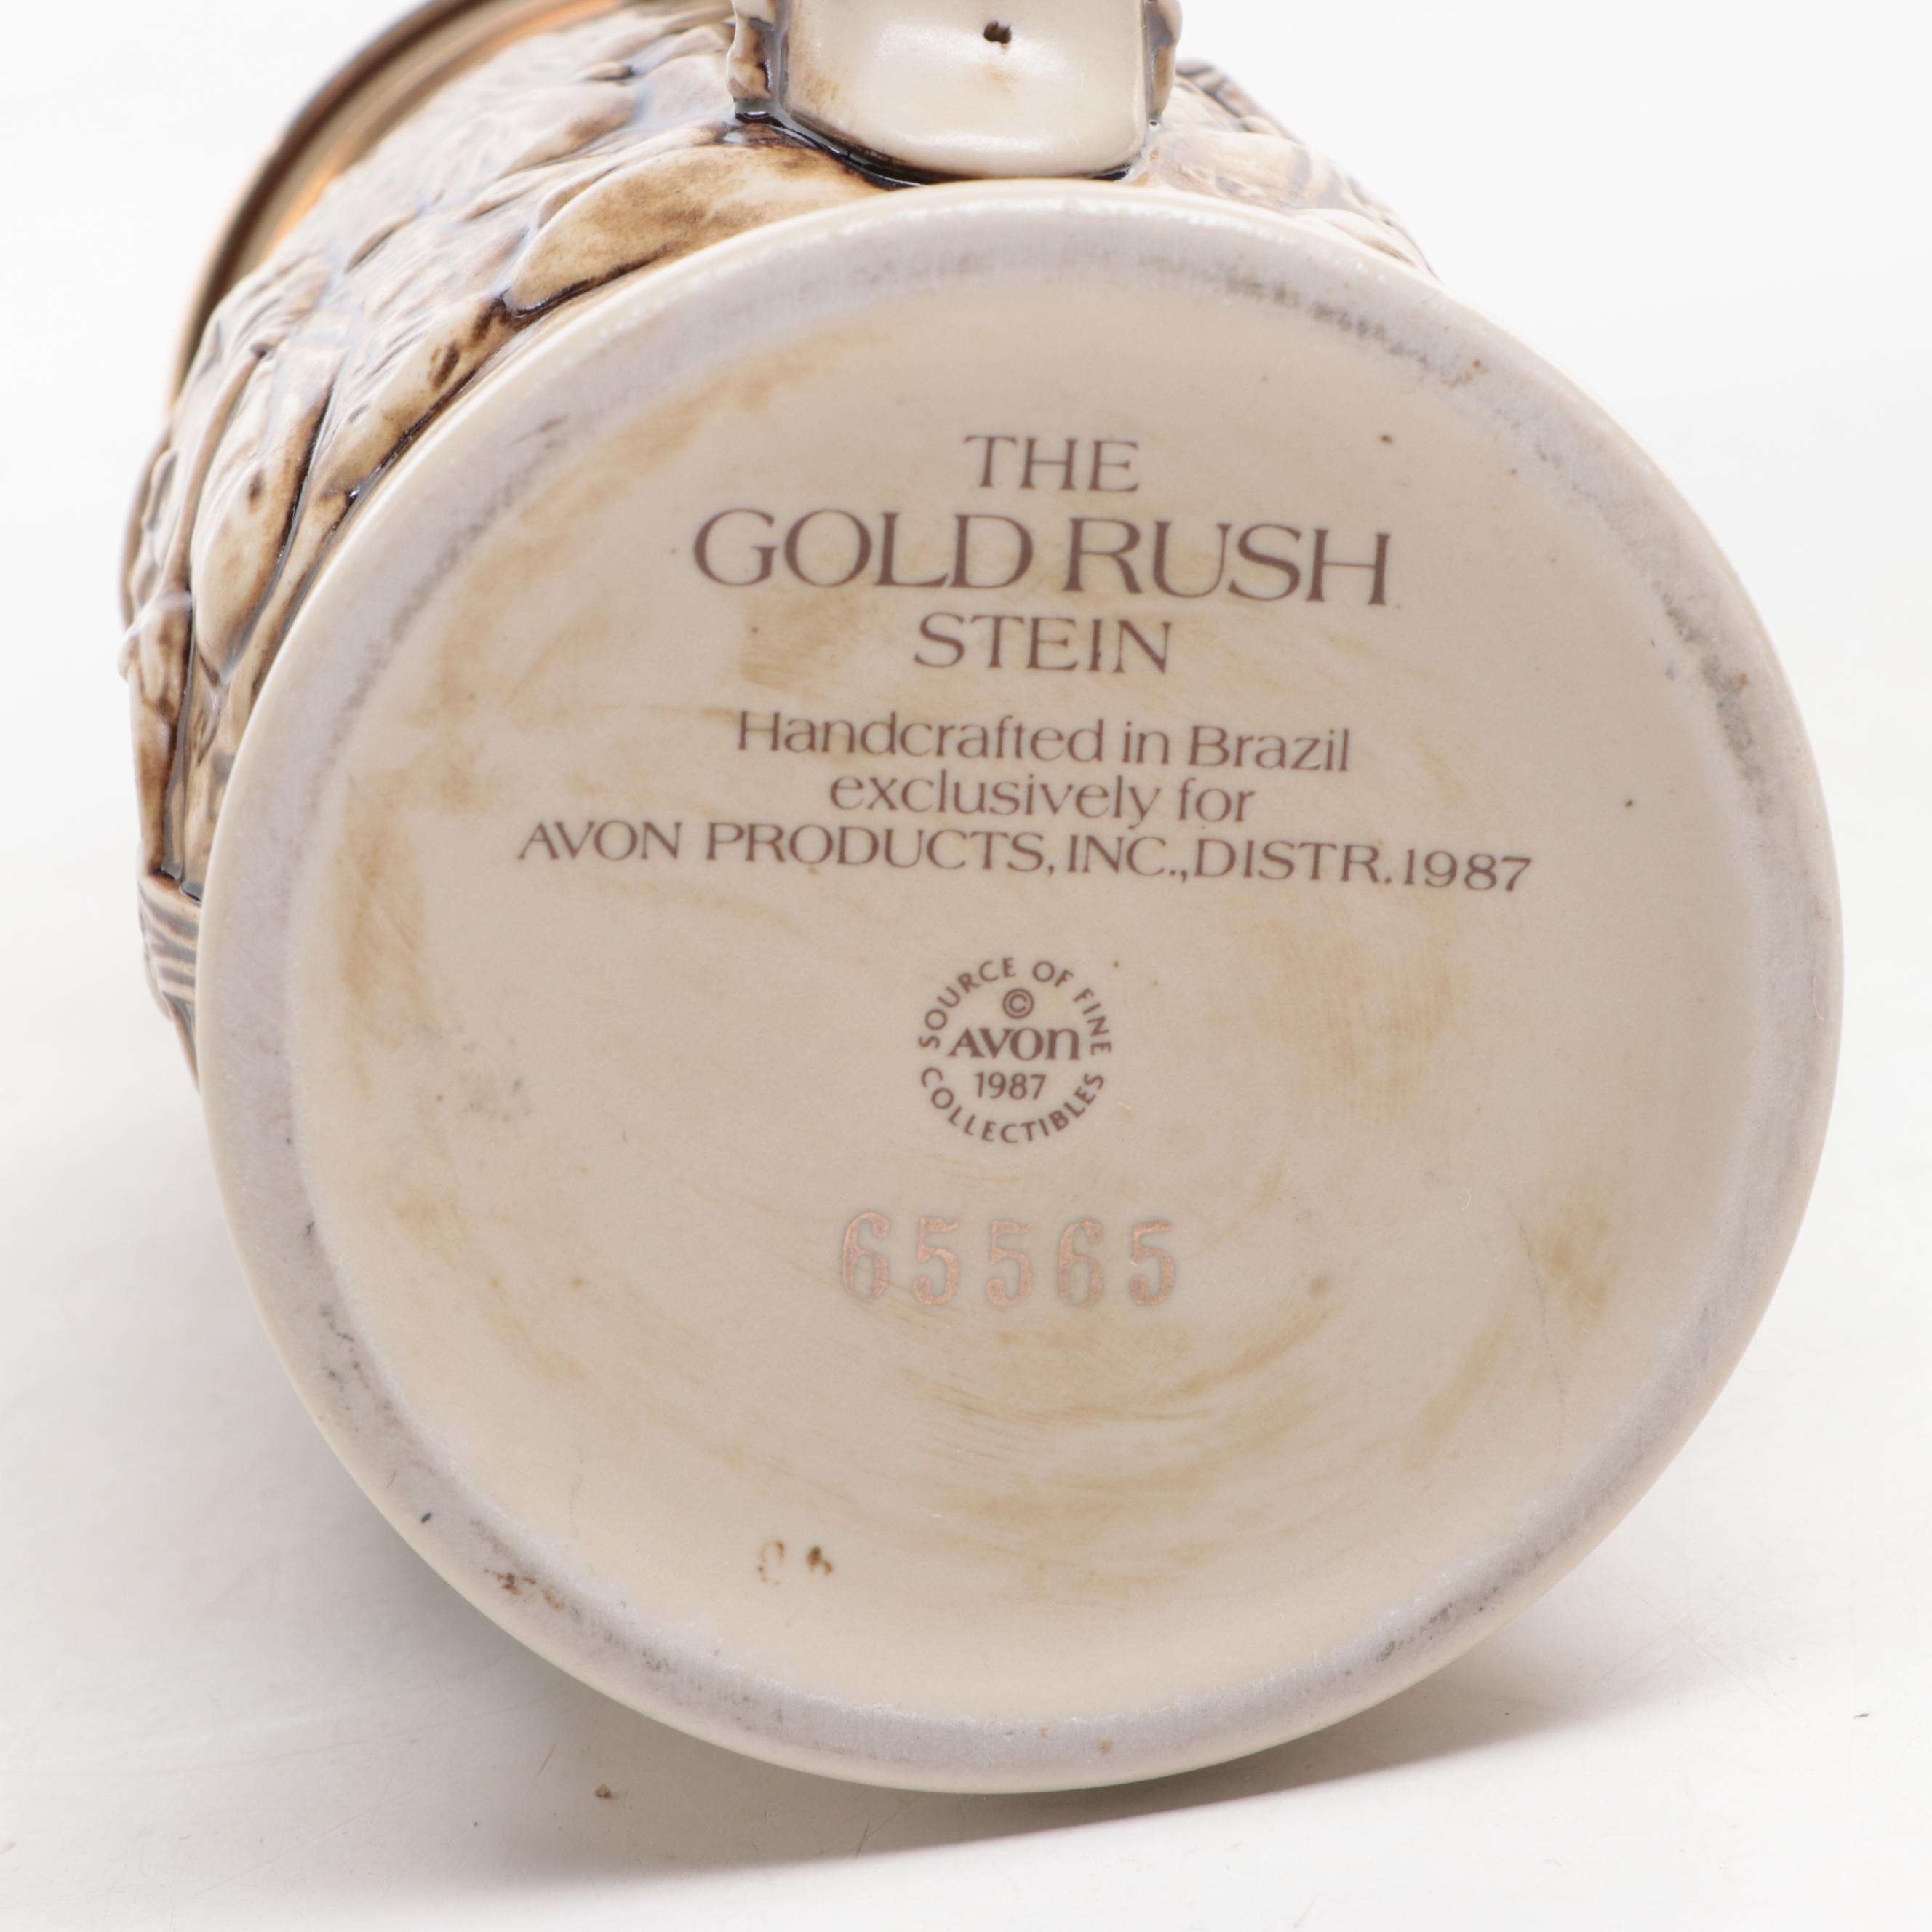 THE
GOLD RUSH
STEIN
Handcrafted in Brazil
exclusively for
AVON PRODUCTS, INC., DISTR. 1987
SOURCE OF FINE
©
AVON
1987
COLLECTIBLES
65565